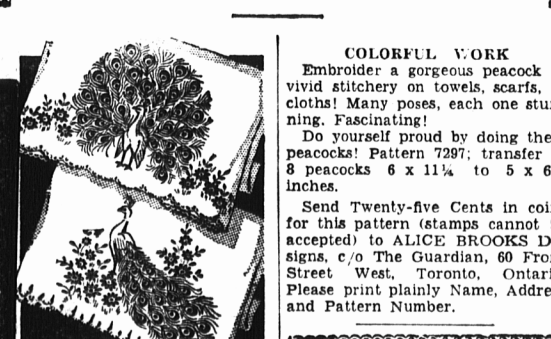 COLORFUL WORK
Embroider a gorgeous peacock
vivid stitchery on towels, scarfs,
cloths! Many poses, each one stu
ning. Fascinating!
Do yourself proud by doing the
peacocks! Pattern 7297; transfer
8 peacocks 6 x 11¼ to 5 x 6
inches.
Send Twenty-five Cents in coi
for this pattern (stamps cannot
accepted) to ALICE BROOKS D
signs, c/o The Guardian, 60 Fro
Street West, Toronto, Ontari
Please print plainly Name, Addre
and Pattern Number.